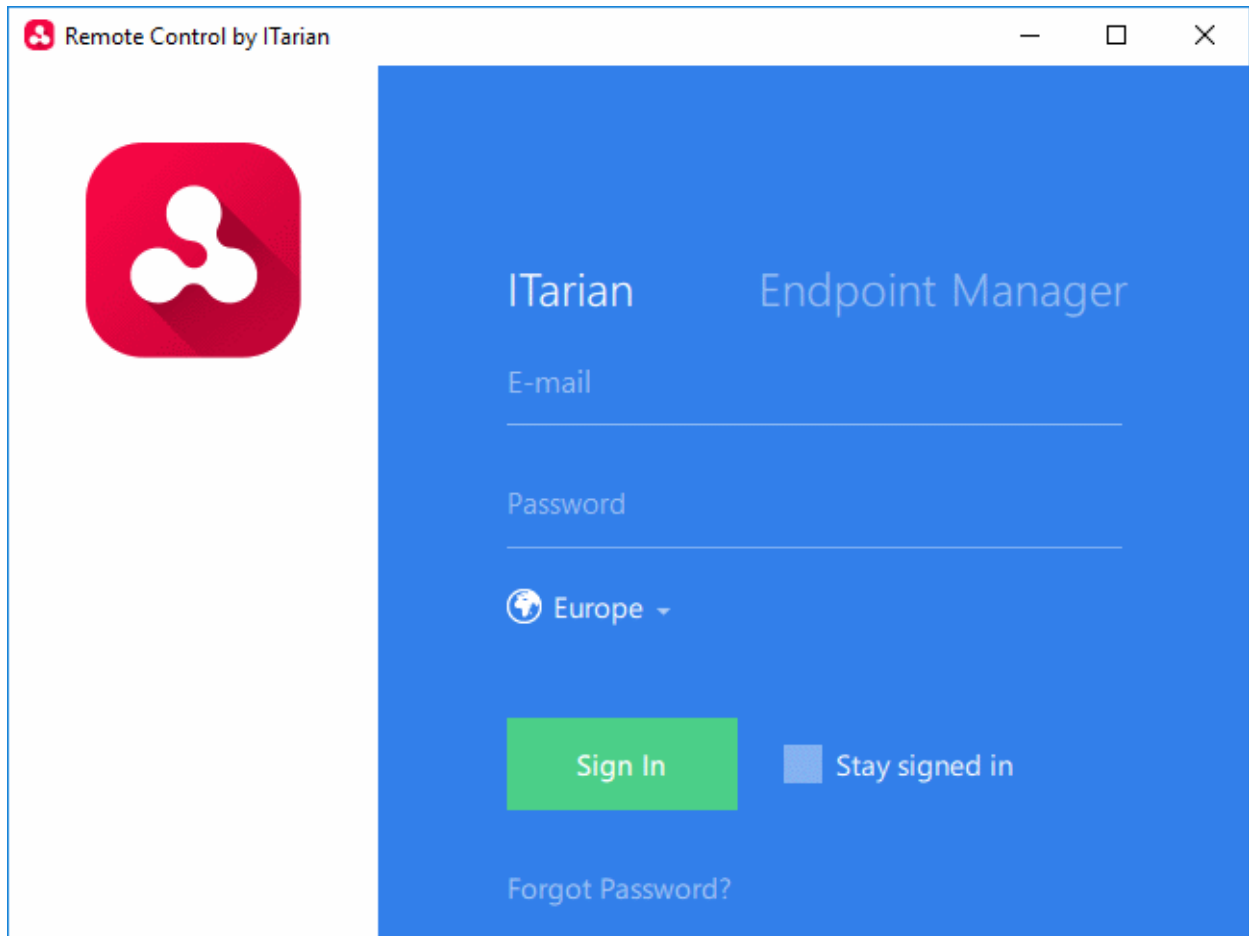 Remote Control by ITarian
ITarian Endpoint Manager
E-mail
Password
Europe
Sign In Stay signed in
Forgot Password?